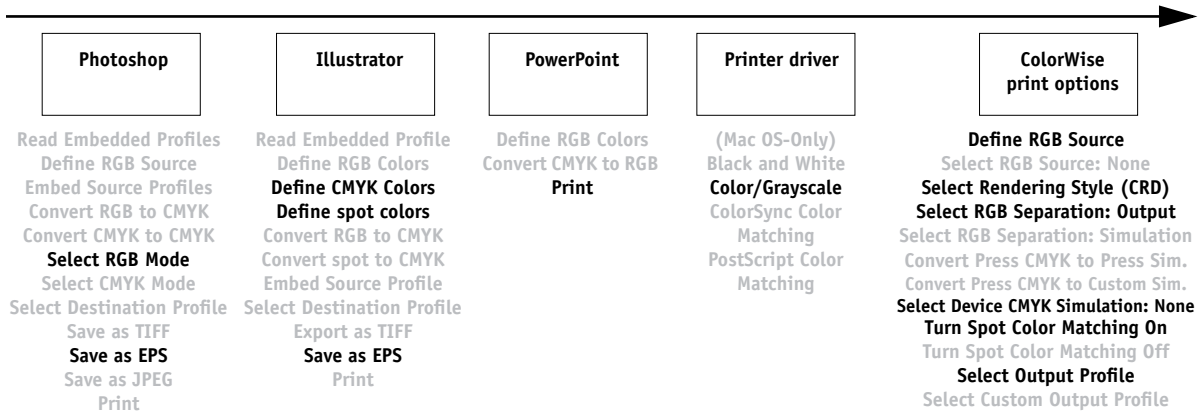 Photoshop
Read Embedded Profiles
Define RGB Source
Embed Source Profiles
Convert RGB to CMYK
Convert CMYK to CMYK
Select RGB Mode
Select CMYK Mode
Select Destination Profile
Save as TIFF
Save as EPS
Save as JPEG
Print
Illustrator
Read Embedded Profile
Define RGB Colors
Define CMYK Colors
Define spot colors
Convert RGB to CMYK
Convert spot to CMYK
Embed Source Profile
Select Destination Profile
Export as TIFF
Save as EPS
Print
PowerPoint
Define RGB Colors
Convert CMYK to RGB
Print
Printer driver
(Mac OS-Only)
Black and White
Color/Grayscale
ColorSync Color
Matching
PostScript Color
Matching
ColorWise
print options
Define RGB Source
Select RGB Source: None
Select Rendering Style (CRD)
Select RGB Separation: Output
Select RGB Separation: Simulation
Convert Press CMYK to Press Sim.
Convert Press CMYK to Custom Sim.
Select Device CMYK Simulation: None
Turn Spot Color Matching On
Turn Spot Color Matching Off
Select Output Profile
Select Custom Output Profile